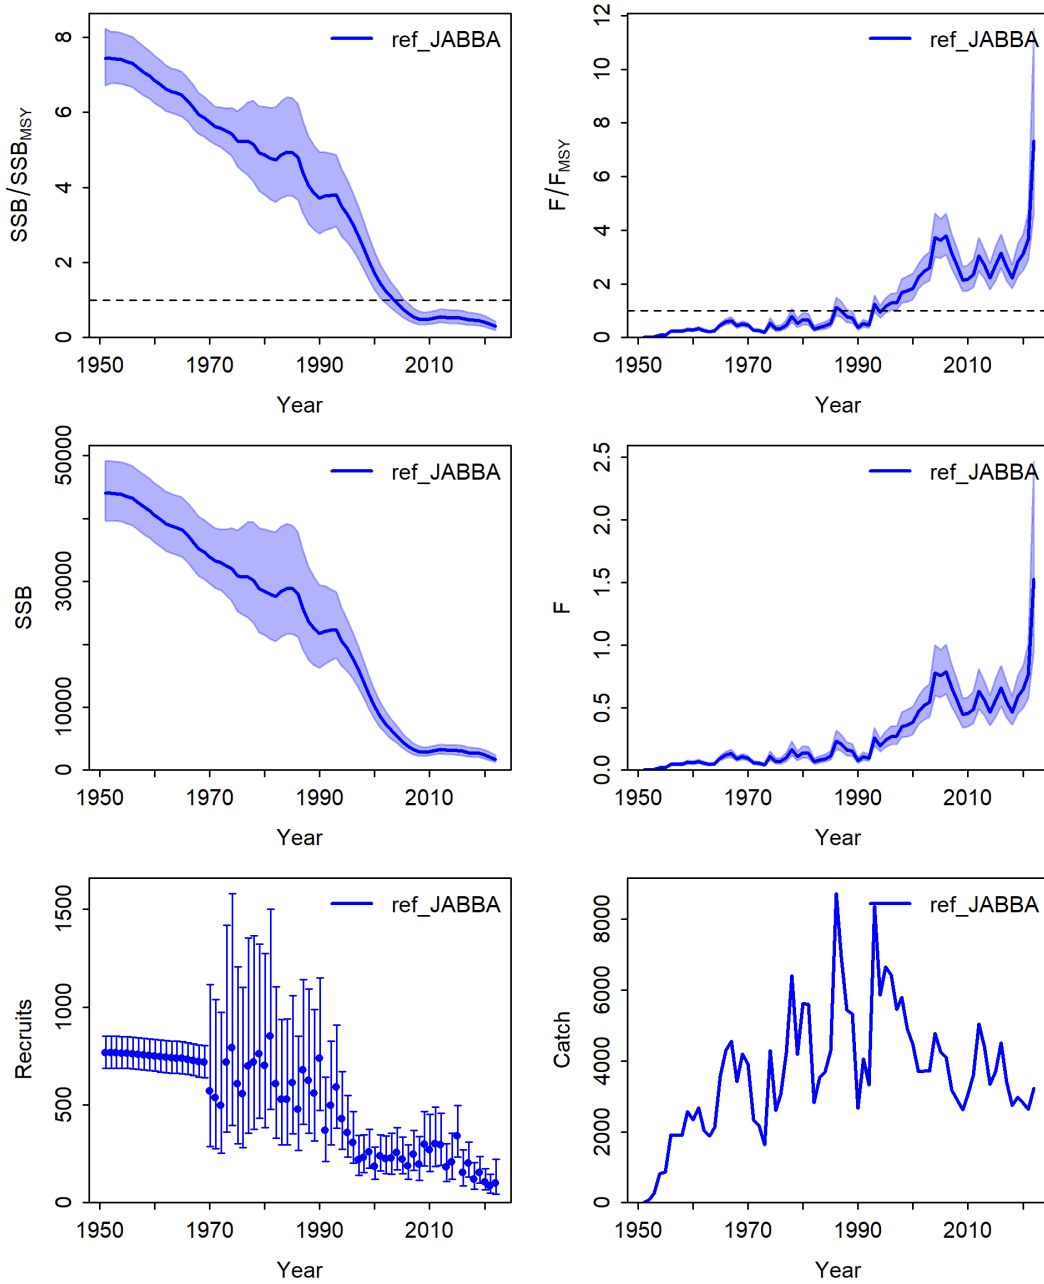 ref_JABBA
SSB/SSBMSY
0 2 4 6 8
1950 1970 1990 2010
Year
ref_JABBA
F/FMSY
0 2 4 6 8 10 12
1950 1970 1990 2010
Year
ref_JABBA
SSB
0 10000 30000 50000
1950 1970 1990 2010
Year
ref_JABBA
F
0.0 0.5 1.0 1.5 2.0 2.5
1950 1970 1990 2010
Year
ref_JABBA
Recruits
0 500 1000 1500
1950 1970 1990 2010
Year
ref_JABBA
Catch
0 2000 4000 6000 8000
1950 1970 1990 2010
Year